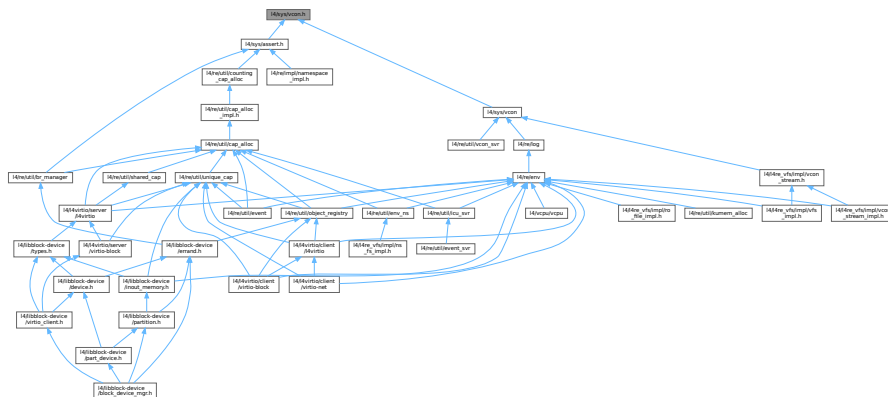 l4/sys/vcon.h
l4/sys/assert.h
l4/re/util/counting
_cap_alloc
l4/re/impl/namespace
_impl.h
l4/re/util/cap_alloc
_impl.h
l4/sys/vcon
l4/re/util/cap_alloc
l4/re/util/vcon_svr
l4/re/log
l4/re/util/br_manager
l4/re/util/shared_cap
l4/re/util/unique_cap
l4/re/env
l4/l4re_vfs/impl/vcon
_stream.h
l4/l4virtio/server
/l4virtio
l4/re/util/event
l4/re/util/object_registry
l4/re/util/env_ns
l4/re/util/icu_svr
l4/vcpu/vcpu
l4/l4re_vfs/impl/ro
_file_impl.h
l4/re/util/kumem_alloc
l4/l4re_vfs/impl/vfs
_impl.h
l4/l4re_vfs/impl/vcon
_stream_impl.h
l4/libblock-device
/types.h
l4/l4virtio/server
/virtio-block
l4/libblock-device
/errand.h
l4/l4virtio/client
/l4virtio
l4/l4re_vfs/impl/ns
_fs_impl.h
l4/re/util/event_svr
l4/libblock-device
/device.h
l4/libblock-device
/inout_memory.h
l4/l4virtio/client
/virtio-block
l4/l4virtio/client
/virtio-net
l4/libblock-device
/virtio_client.h
l4/libblock-device
/partition.h
l4/libblock-device
/part_device.h
l4/libblock-device
/block_device_mgr.h